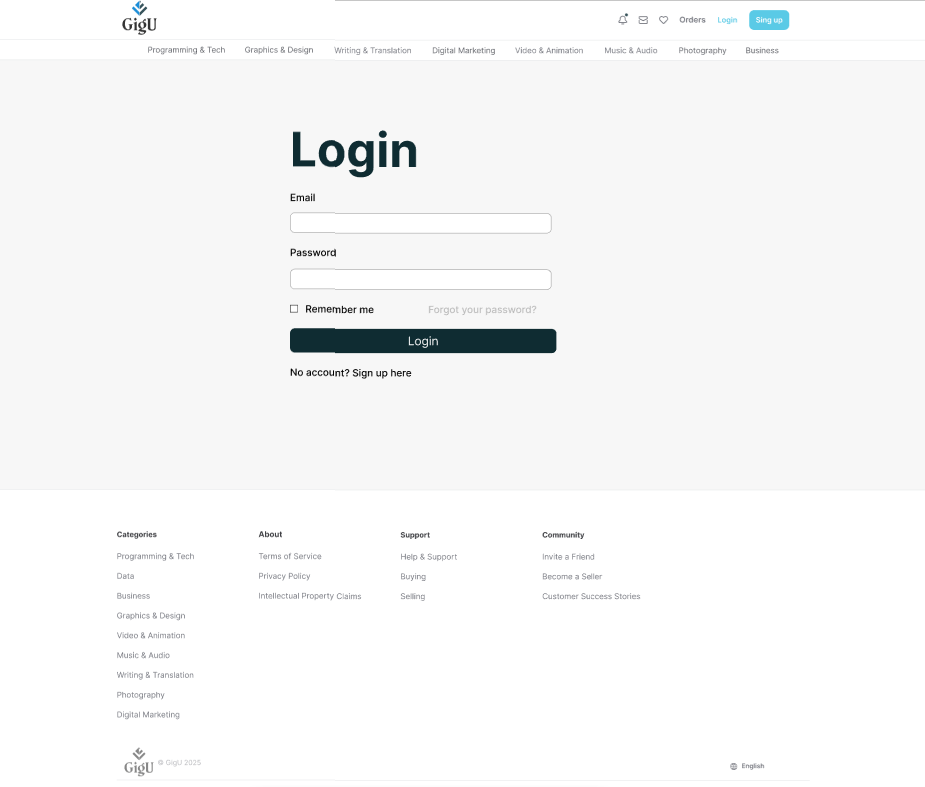 GigU
Orders Login Sing up
Programming & Tech Graphics & Design Writing & Translation Digital Marketing Video & Animation Music & Audio Photography Business
Login
Email
Password
Remember me Forgot your password?
Login
No account? Sign up here
Categories
Programming & Tech
Data
Business
Graphics & Design
Video & Animation
Music & Audio
Writing & Translation
Photography
Digital Marketing
About
Terms of Service
Privacy Policy
Intellectual Property Claims
Support
Help & Support
Buying
Selling
Community
Invite a Friend
Become a Seller
Customer Success Stories
GigU © GigU 2025
English